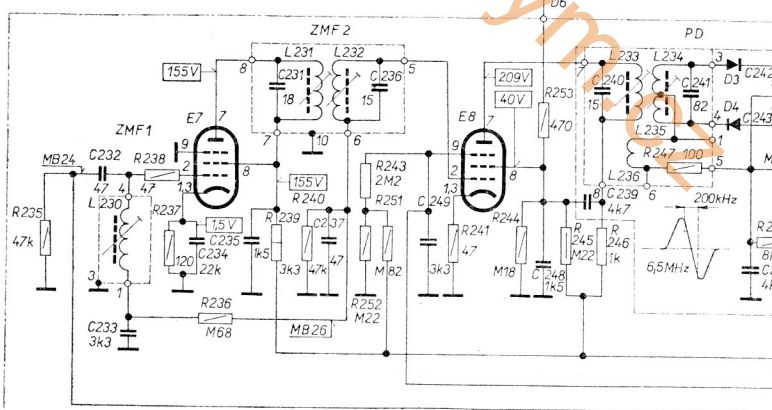 D6
ZMF 2
PD
ym.cz
155V
8
L231
L232
5
C231
18
C236
15
7
10
6
209V
40V
7
L233
L234
3
C240
15
C241
82
D3
C242
D4
4
C243
1
L235
R247
100
5
L236
6
8
R253
470
E7
7
9
2
1,3
8
ZMF1
MB24
C232
47
R238
47
4
L230
3
1
R235
47k
R237
120
1,5V
C235
1k5
C234
22k
155V
R240
47k
R239
3k3
C237
47
R243
2M2
R251
M82
R252
M22
C249
3k3
E8
7
9
2
1,3
8
R241
47
R244
M18
C248
1k5
C239
4k7
R245
M22
R246
1k
200kHz
6,5MHz
R236
M68
MB26
C233
3k3